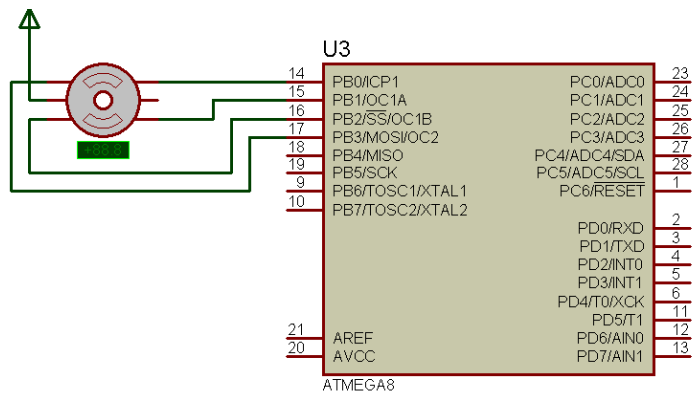 U3
14 PB0/ICP1 PC0/ADC0 23
15 PB1/OC1A PC1/ADC1 24
16 PB2/SS/OC1B PC2/ADC2 25
17 PB3/MOSI/OC2 PC3/ADC3 26
18 PB4/MISO PC4/ADC4/SDA 27
19 PB5/SCK PC5/ADC5/SCL 28
9 PB6/TOSC1/XTAL1 PC6/RESET 1
10 PB7/TOSC2/XTAL2
PD0/RXD 2
PD1/TXD 3
PD2/INT0 4
PD3/INT1 5
PD4/T0/XCK 6
PD5/T1 11
21 AREF PD6/AIN0 12
20 AVCC PD7/AIN1 13
ATMEGA8
+88.8